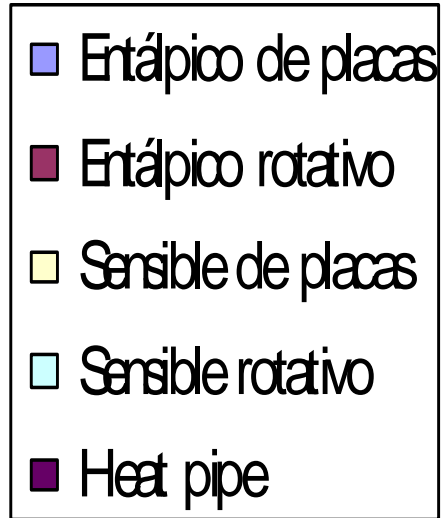 Entálpico de placas
Entálpico rotativo
Sensible de placas
Sensible rotativo
Heat pipe